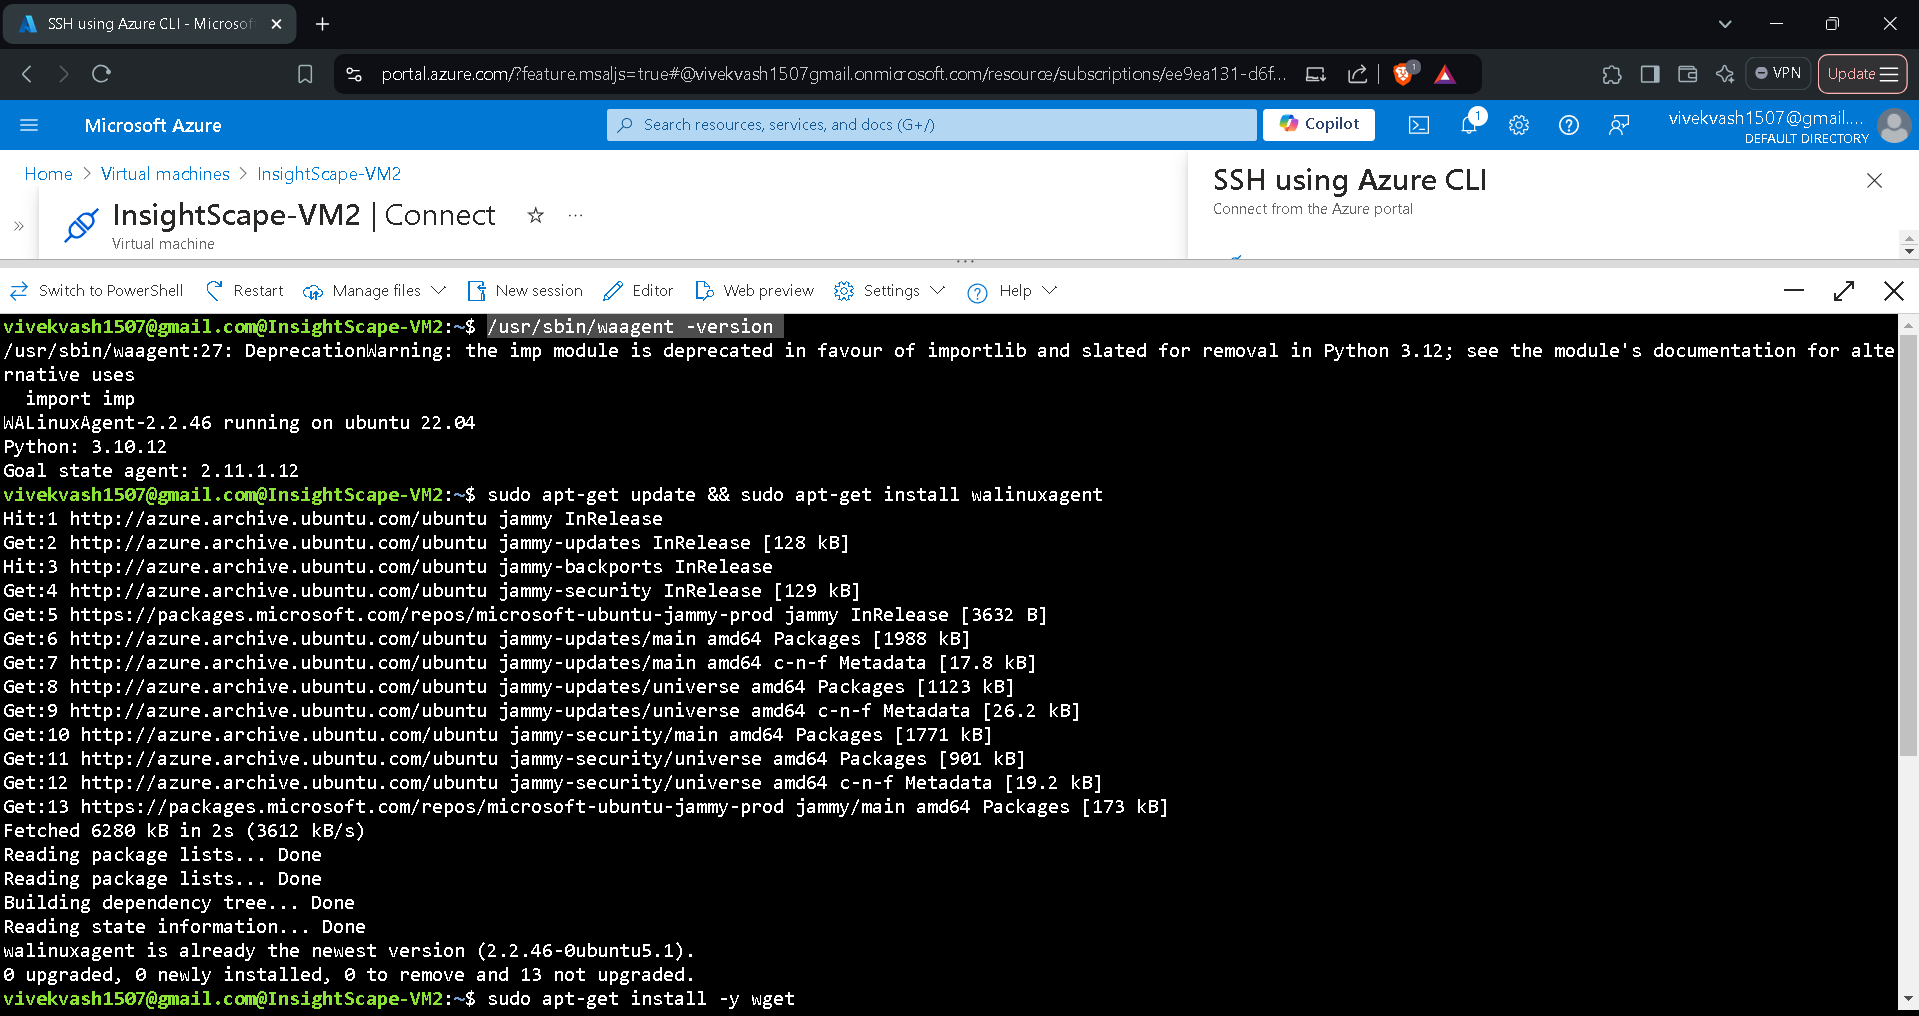 SSH using Azure CLI - Microsof
portal.azure.com/?feature.msaljs=true#@vivekvash1507gmail.onmicrosoft.com/resource/subscriptions/ee9ea131-d6f...
1
VPN
Update
Microsoft Azure
Search resources, services, and docs (G+/)
Copilot
1
vivekvash1507@gmail....
DEFAULT DIRECTORY
Home > Virtual machines > InsightScape-VM2
InsightScape-VM2 | Connect
Virtual machine
SSH using Azure CLI
Connect from the Azure portal
Switch to PowerShell Restart Manage files New session Editor Web preview Settings Help
vivekvash1507@gmail.com@InsightScape-VM2:~$ /usr/sbin/waagent -version
/usr/sbin/waagent:27: DeprecationWarning: the imp module is deprecated in favour of importlib and slated for removal in Python 3.12; see the module's documentation for alte
rnative uses
  import imp
WALinuxAgent-2.2.46 running on ubuntu 22.04
Python: 3.10.12
Goal state agent: 2.11.1.12
vivekvash1507@gmail.com@InsightScape-VM2:~$ sudo apt-get update && sudo apt-get install walinuxagent
Hit:1 http://azure.archive.ubuntu.com/ubuntu jammy InRelease
Get:2 http://azure.archive.ubuntu.com/ubuntu jammy-updates InRelease [128 kB]
Hit:3 http://azure.archive.ubuntu.com/ubuntu jammy-backports InRelease
Get:4 http://azure.archive.ubuntu.com/ubuntu jammy-security InRelease [129 kB]
Get:5 https://packages.microsoft.com/repos/microsoft-ubuntu-jammy-prod jammy InRelease [3632 B]
Get:6 http://azure.archive.ubuntu.com/ubuntu jammy-updates/main amd64 Packages [1988 kB]
Get:7 http://azure.archive.ubuntu.com/ubuntu jammy-updates/main amd64 c-n-f Metadata [17.8 kB]
Get:8 http://azure.archive.ubuntu.com/ubuntu jammy-updates/universe amd64 Packages [1123 kB]
Get:9 http://azure.archive.ubuntu.com/ubuntu jammy-updates/universe amd64 c-n-f Metadata [26.2 kB]
Get:10 http://azure.archive.ubuntu.com/ubuntu jammy-security/main amd64 Packages [1771 kB]
Get:11 http://azure.archive.ubuntu.com/ubuntu jammy-security/universe amd64 Packages [901 kB]
Get:12 http://azure.archive.ubuntu.com/ubuntu jammy-security/universe amd64 c-n-f Metadata [19.2 kB]
Get:13 https://packages.microsoft.com/repos/microsoft-ubuntu-jammy-prod jammy/main amd64 Packages [173 kB]
Fetched 6280 kB in 2s (3612 kB/s)
Reading package lists... Done
Reading package lists... Done
Building dependency tree... Done
Reading state information... Done
walinuxagent is already the newest version (2.2.46-0ubuntu5.1).
0 upgraded, 0 newly installed, 0 to remove and 13 not upgraded.
vivekvash1507@gmail.com@InsightScape-VM2:~$ sudo apt-get install -y wget